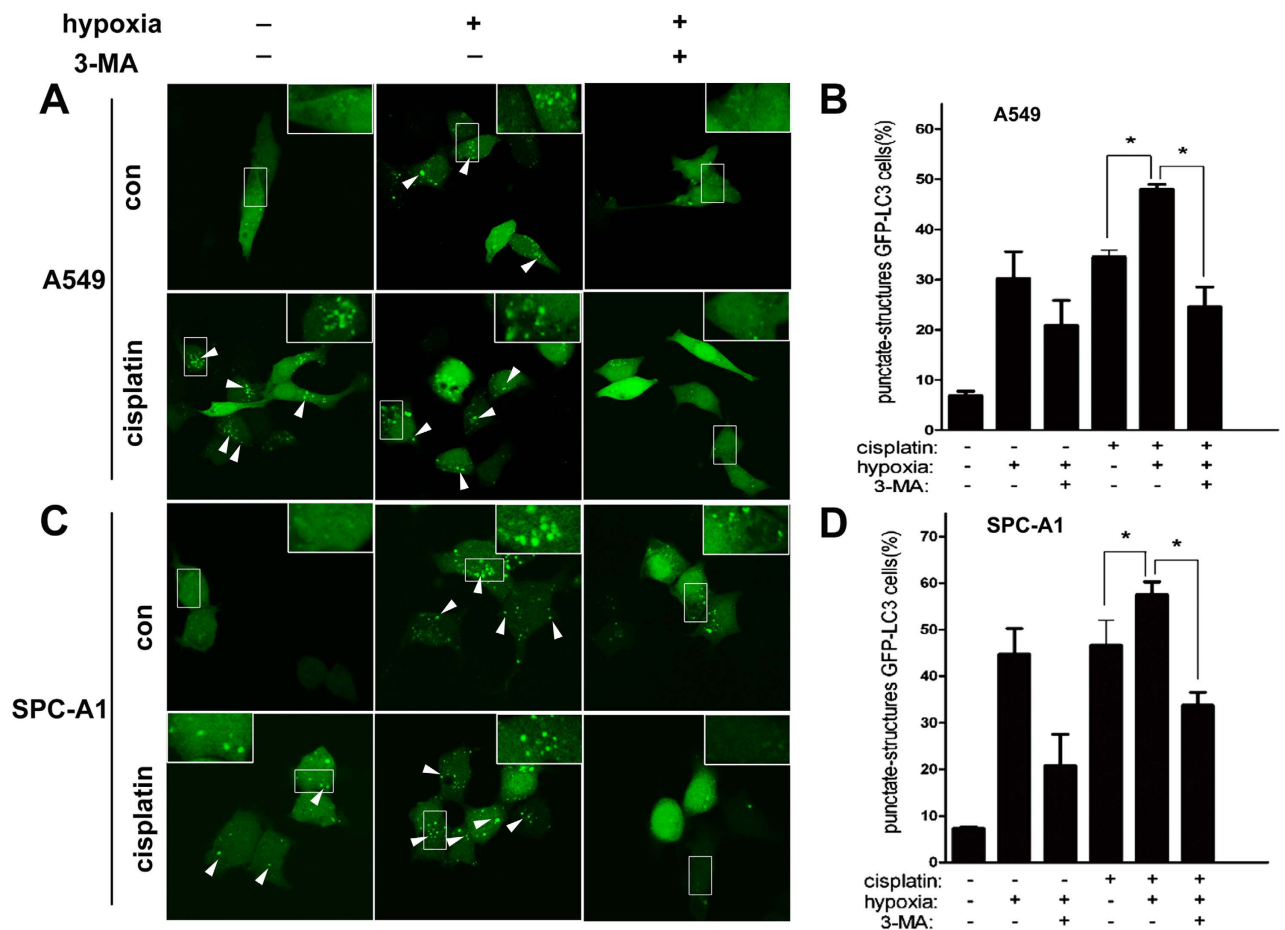 hypoxia – + +
3-MA – – +
A
con
A549
cisplatin
B
A549
punctate-structures GFP-LC3 cells(%)
60
50
40
30
20
10
0
* *
cisplatin: - - - + + +
hypoxia: - + + - + +
3-MA: - - + - - +
C
con
SPC-A1
cisplatin
D
SPC-A1
punctate-structures GFP-LC3 cells(%)
70
60
50
40
30
20
10
0
* *
cisplatin: - - - + + +
hypoxia: - + + - + +
3-MA: - - + - - +